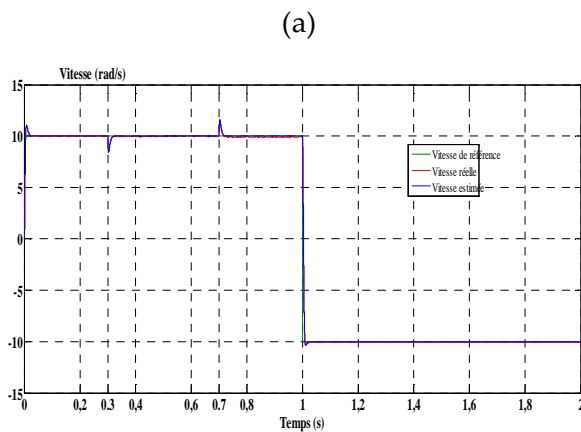 (a)
Vitesse (rad/s)
15
10
5
0
-5
-10
-15
Vitesse de référence
Vitesse réelle
Vitesse estimée
0 0,2 0.3 0,4 0,6 0.7 0,8 1 1,2 1,4 1,6 1,8 2
Temps (s)